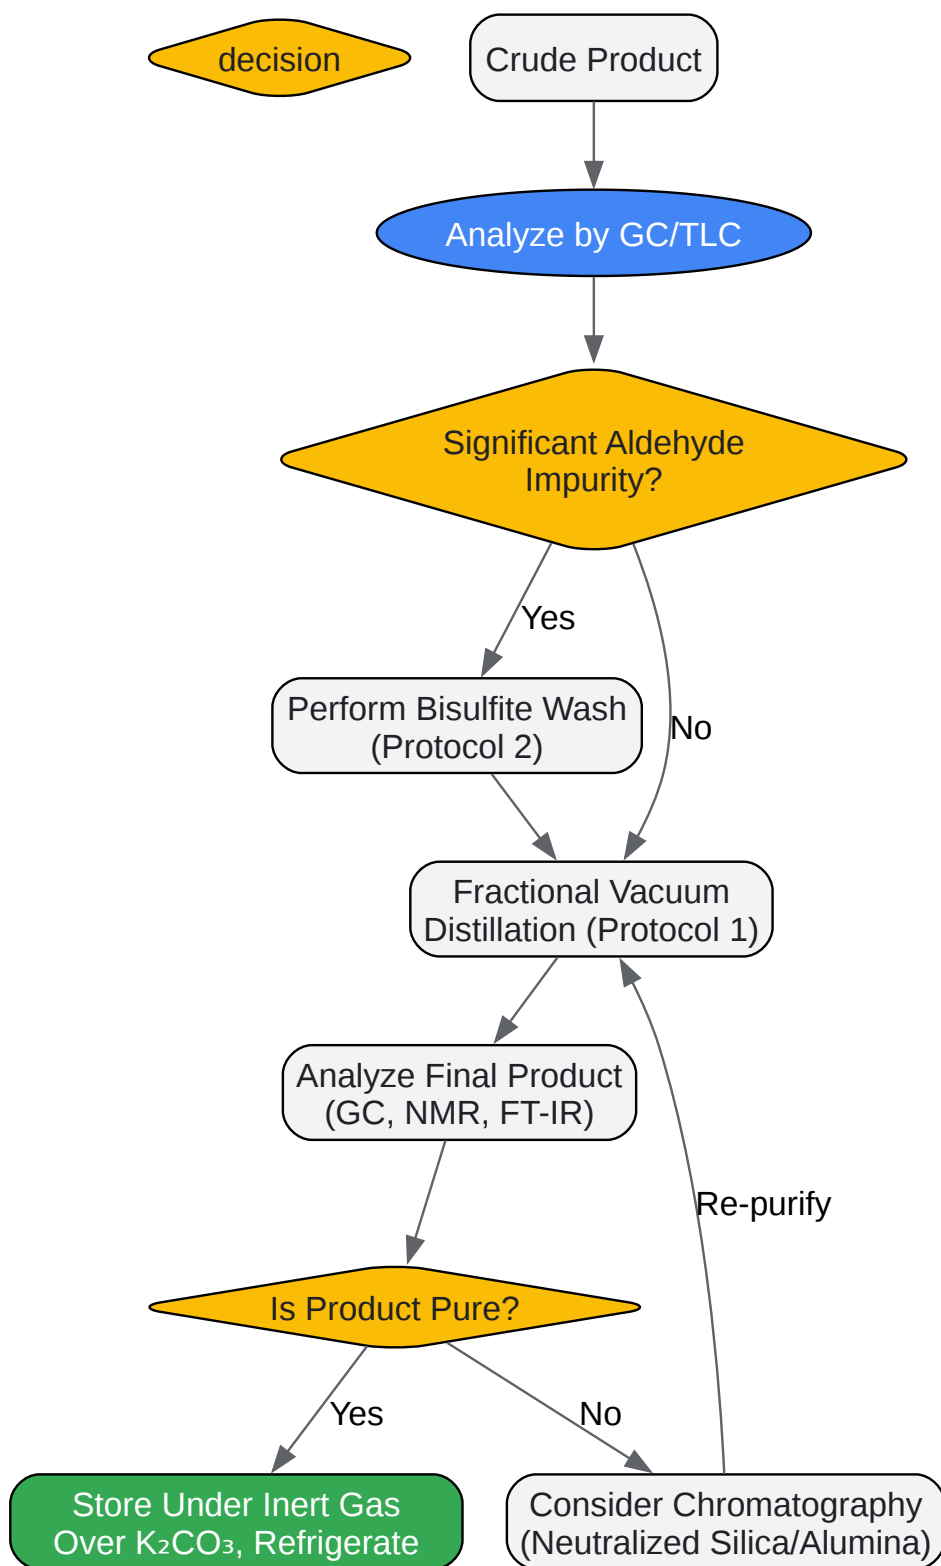 decision
Crude Product
Analyze by GC/TLC
Significant Aldehyde
Impurity?
Yes
No
Perform Bisulfite Wash
(Protocol 2)
Fractional Vacuum
Distillation (Protocol 1)
Analyze Final Product
(GC, NMR, FT-IR)
Re-purify
Is Product Pure?
Yes
No
Store Under Inert Gas
Over K₂CO₃, Refrigerate
Consider Chromatography
(Neutralized Silica/Alumina)